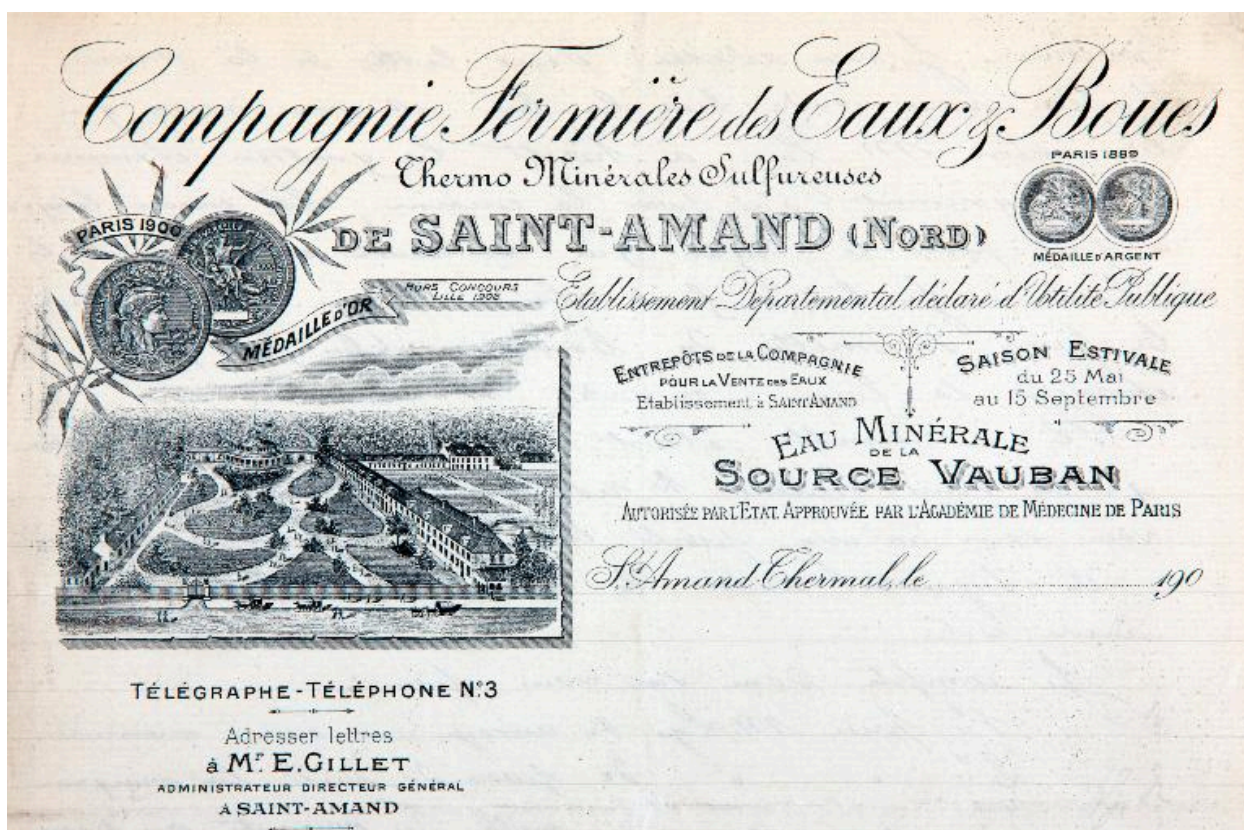 Compagnie Fermière des Eaux & Boues
Thermo Minérales Sulfureuses
DE SAINT-AMAND (NORD)
PARIS 1889
MÉDAILLE D'ARGENT
PARIS 1900
MÉDAILLE D'OR
HORS CONCOURS
Etablissement Départemental déclaré d'Utilité Publique
ENTREPÔTS DE LA COMPAGNIE
POUR LA VENTE DES EAUX
Etablissement à SAINT AMAND
SAISON ESTIVALE
du 25 Mai
au 15 Septembre
EAU MINÉRALE
DE LA
SOURCE VAUBAN
AUTORISÉE PAR L'ETAT. APPROUVÉE PAR L'ACADÉMIE DE MÉDECINE DE PARIS
St Amand Thermal, le 190
TÉLÉGRAPHE-TÉLÉPHONE No 3
Adresser lettres
à Mr. E. GILLET
ADMINISTRATEUR DIRECTEUR GÉNÉRAL
A SAINT-AMAND